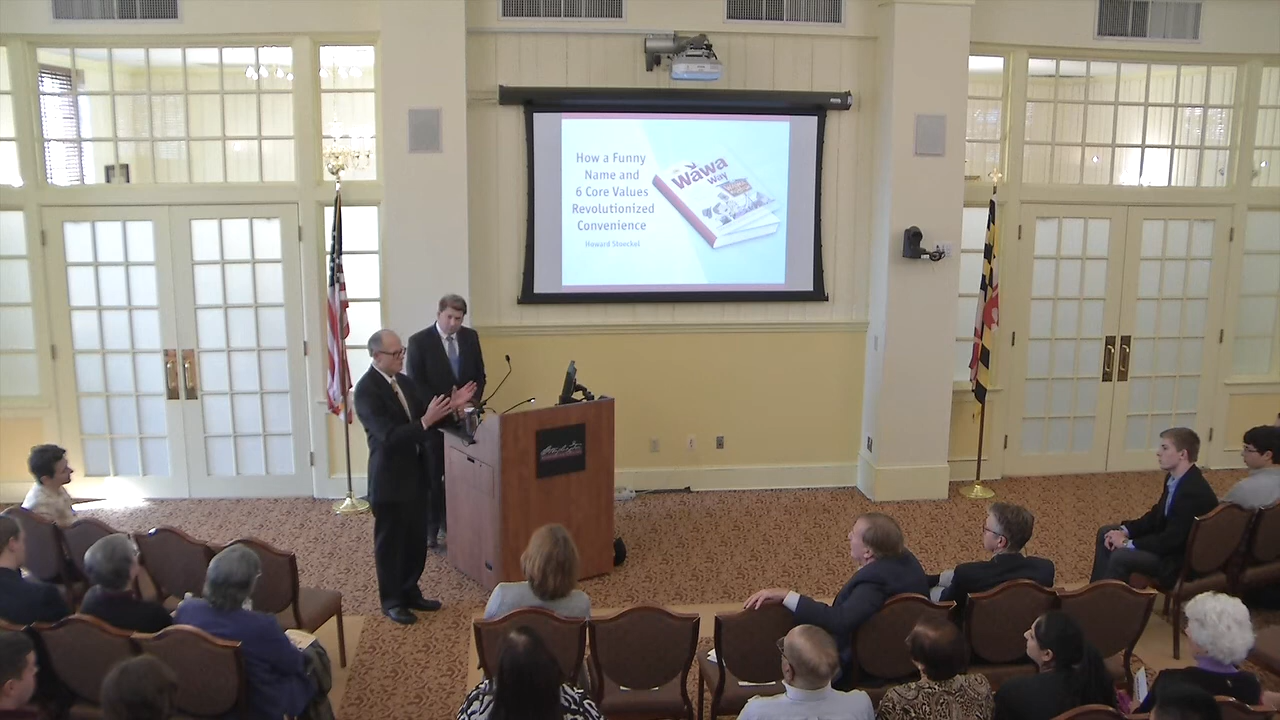 How a Funny
Name and
6 Core Values
Revolutionized
Convenience
Howard Stoeckel
Wawa
Way